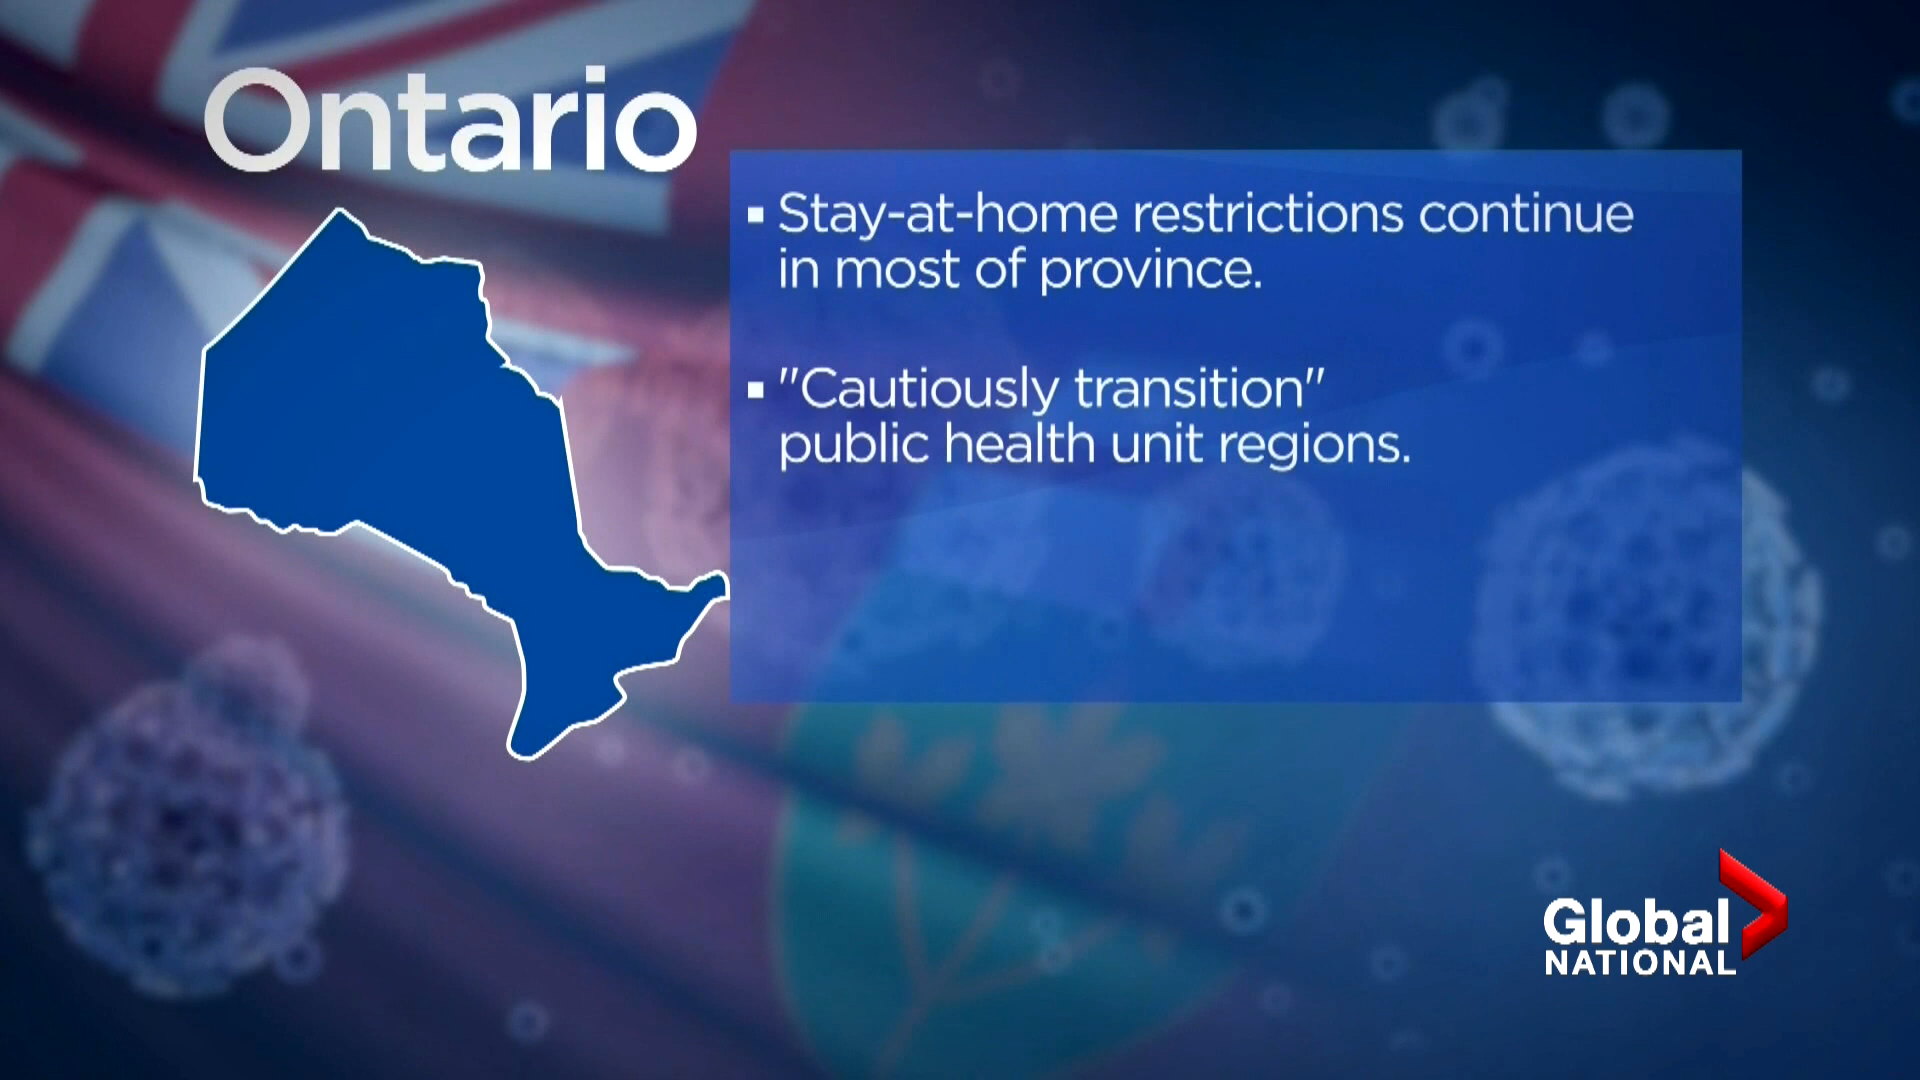 Ontario
▪ Stay-at-home restrictions continue
in most of province.
▪ "Cautiously transition"
public health unit regions.
Global
NATIONAL